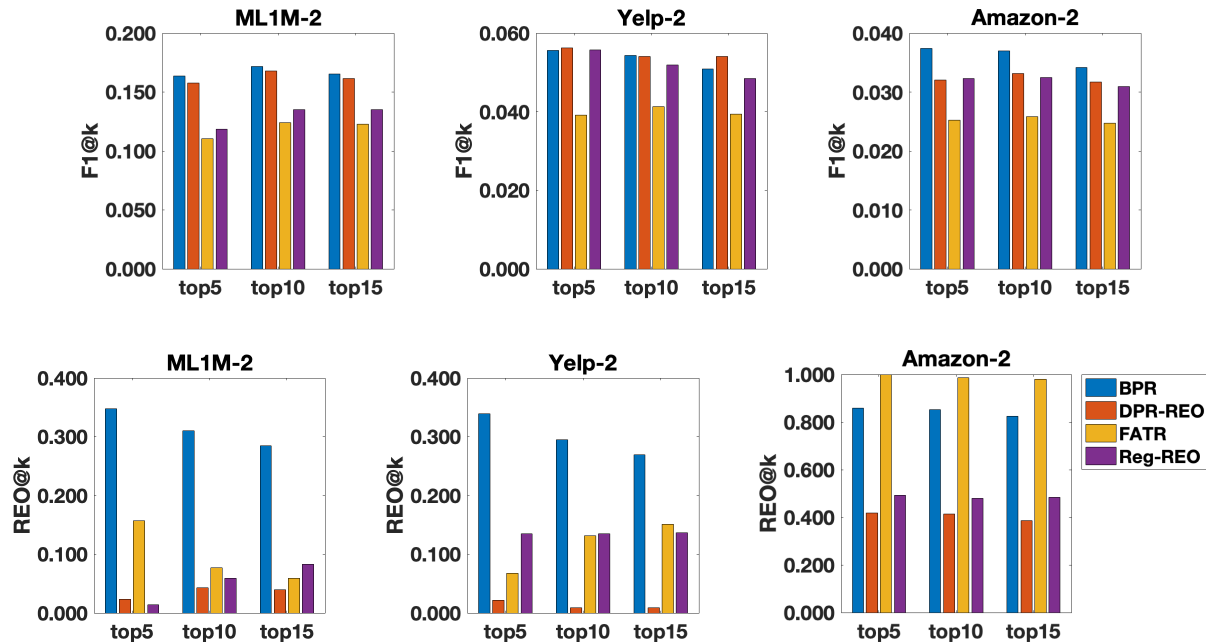 ML1M-2
F1@k
0.200
0.150
0.100
0.050
0.000
top5 top10 top15
Yelp-2
F1@k
0.060
0.040
0.020
0.000
top5 top10 top15
Amazon-2
F1@k
0.040
0.030
0.020
0.010
0.000
top5 top10 top15
ML1M-2
REO@k
0.400
0.300
0.200
0.100
0.000
top5 top10 top15
Yelp-2
REO@k
0.400
0.300
0.200
0.100
0.000
top5 top10 top15
Amazon-2
REO@k
1.000
0.800
0.600
0.400
0.200
0.000
top5 top10 top15
BPR
DPR-REO
FATR
Reg-REO